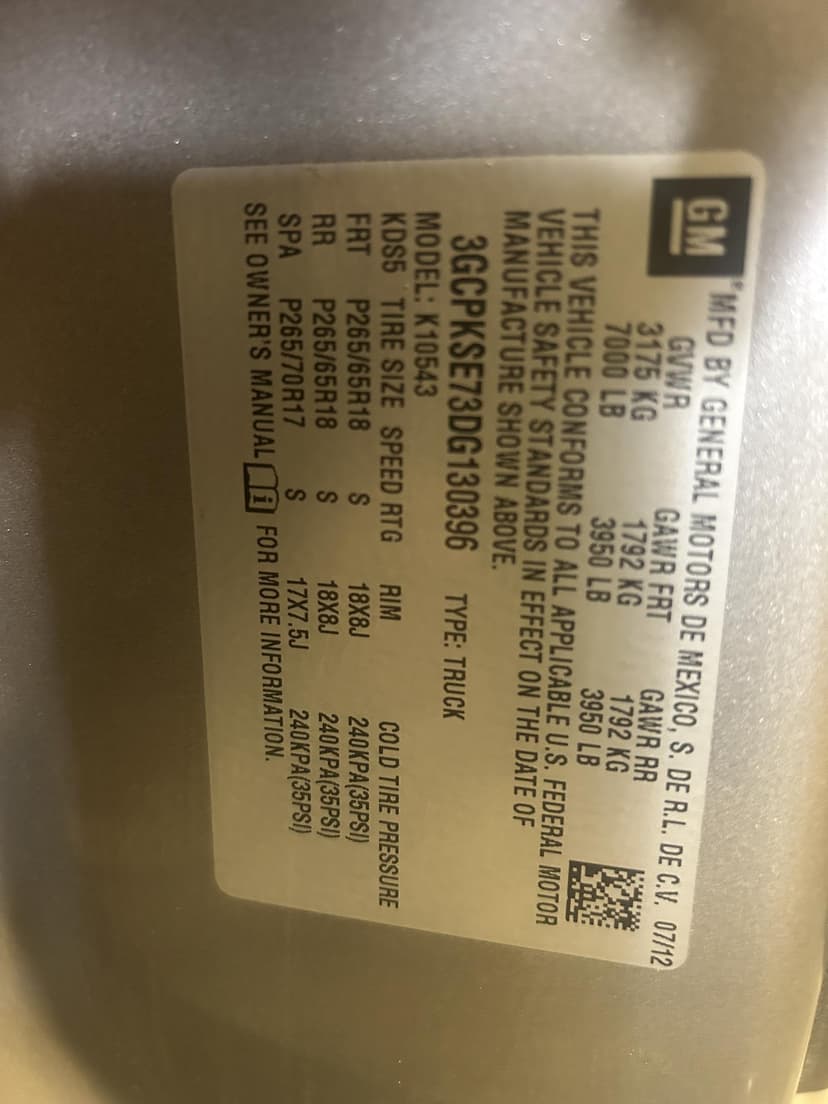 GM
*MFD BY GENERAL MOTORS DE MEXICO, S. DE R.L. DE C.V. 07/12
GVWR GAWR FRT GAWR RR
3175 KG 1792 KG 1792 KG
7000 LB 3950 LB 3950 LB
THIS VEHICLE CONFORMS TO ALL APPLICABLE U.S. FEDERAL MOTOR
VEHICLE SAFETY STANDARDS IN EFFECT ON THE DATE OF
MANUFACTURE SHOWN ABOVE.
3GCPKSE73DG130396 TYPE: TRUCK
MODEL: K10543
KDS5 TIRE SIZE SPEED RTG RIM COLD TIRE PRESSURE
FRT P265/65R18 S 18X8J 240KPA(35PSI)
RR P265/65R18 S 18X8J 240KPA(35PSI)
SPA P265/70R17 S 17X7.5J 240KPA(35PSI)
SEE OWNER'S MANUAL i FOR MORE INFORMATION.